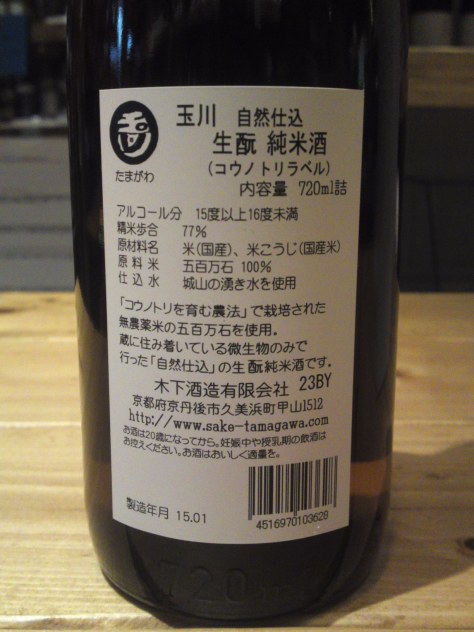 玉川 自然仕込
生酛 純米酒
(コウノトリラベル)
たまがわ
内容量 720ml詰
アルコール分 15度以上16度未満
精米歩合 77%
原材料名 米(国産)、米こうじ(国産米)
原料米 五百万石 100%
仕込水 城山の湧き水を使用
「コウノトリを育む農法」で栽培された
無農薬米の五百万石を使用.
蔵に住み着いている微生物のみで
行った「自然仕込」の生酛純米酒です.
木下酒造有限会社 23BY
京都府京丹後市久美浜町甲山1512
http://www.sake-tamagawa.com/
お酒は20歳になってから。妊娠中や授乳期の飲酒は
お控えください。お酒はおいしく適量を。
製造年月 15.01
4516970103628
720